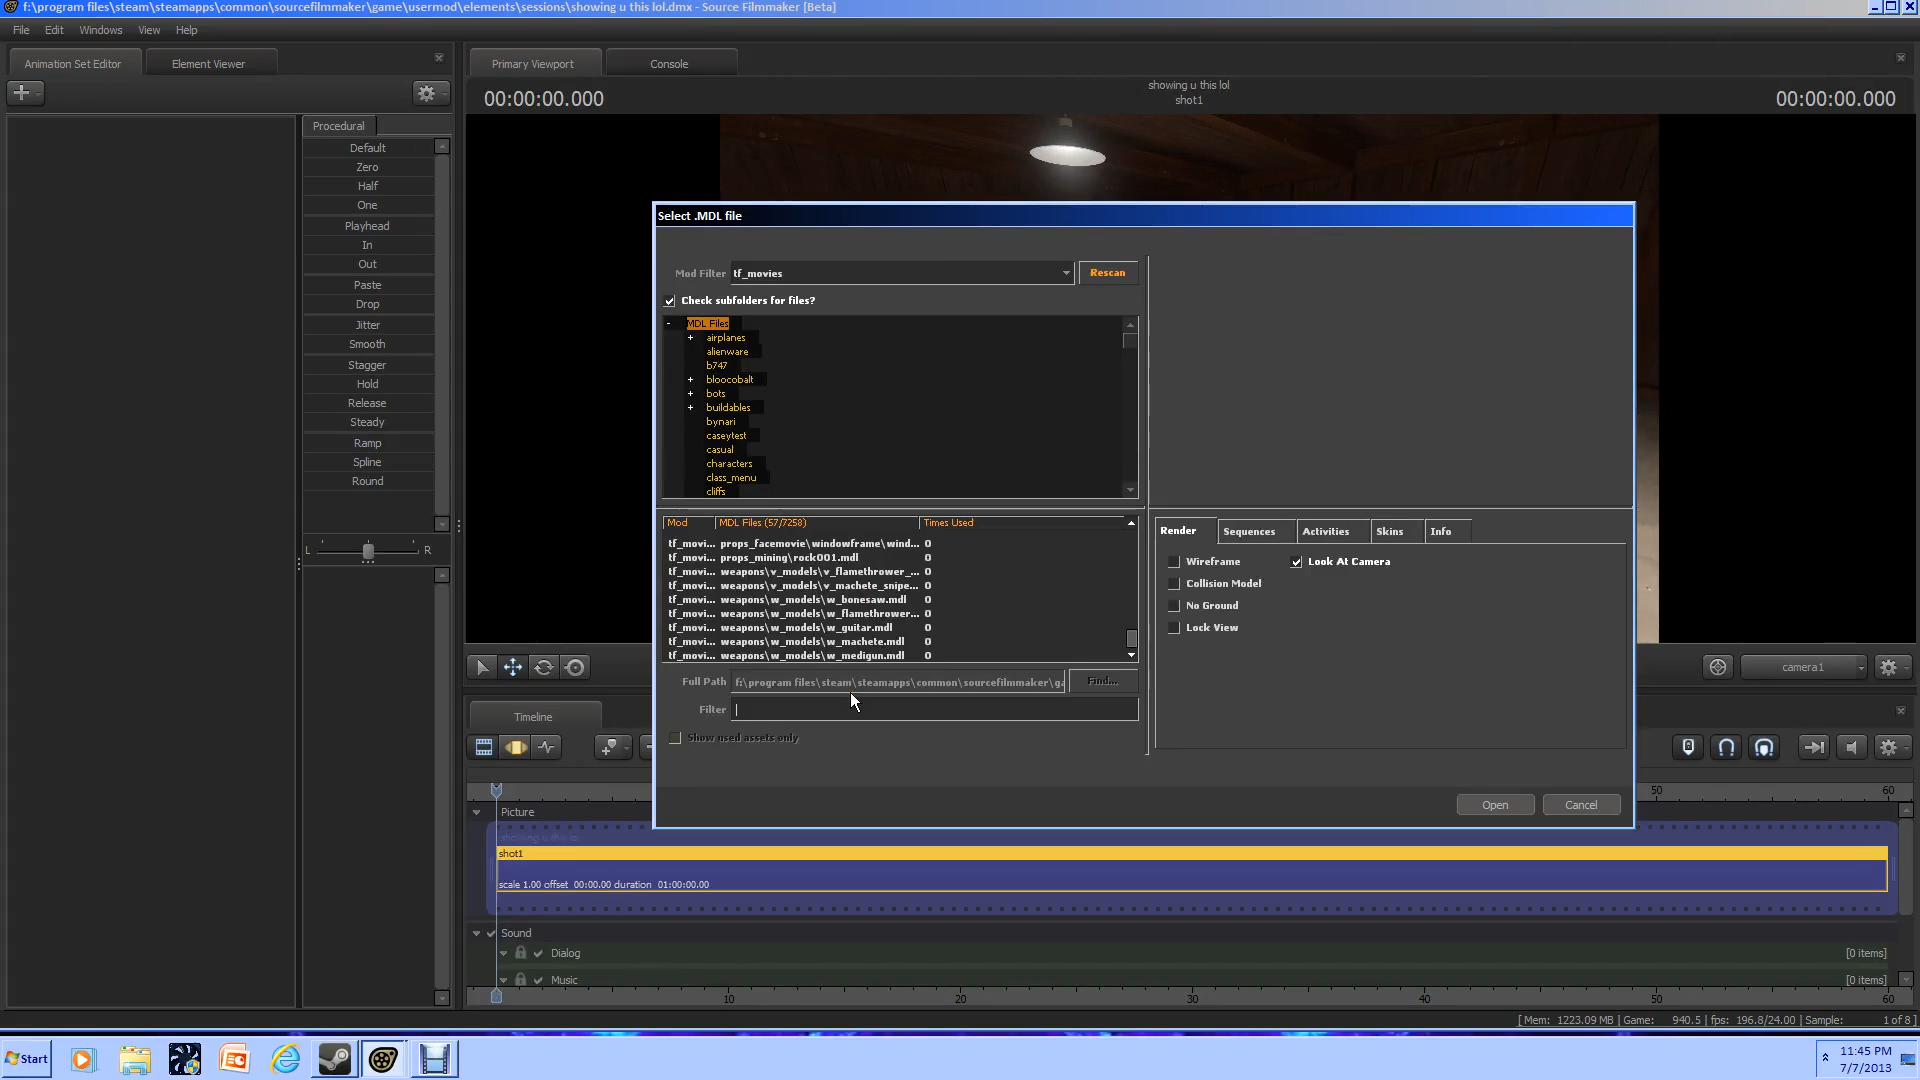 f:\program files\steam\steamapps\common\sourcefilmmaker\game\usermod\elements\sessions\showing u this lol.dmx - Source Filmmaker [Beta]
File Edit Windows View Help
Animation Set Editor Element Viewer
Primary Viewport Console
00:00:00.000
showing u this lol
shot1
00:00:00.000
Procedural
Default
Zero
Half
One
Playhead
In
Out
Paste
Drop
Jitter
Smooth
Stagger
Hold
Release
Steady
Ramp
Spline
Round
L R
Select .MDL file
Mod Filter tf_movies Rescan
Check subfolders for files?
MDL Files
airplanes
alienware
b747
bloocobalt
bots
buildables
bynari
caseytest
casual
characters
class_menu
cliffs
Mod MDL Files (57/7258) Times Used
tf_movi... props_facemovie\windowframe\wind... 0
tf_movi... props_mining\rock001.mdl 0
tf_movi... weapons\v_models\v_flamethrower_... 0
tf_movi... weapons\v_models\v_machete_snipe... 0
tf_movi... weapons\w_models\w_bonesaw.mdl 0
tf_movi... weapons\w_models\w_flamethrower... 0
tf_movi... weapons\w_models\w_guitar.mdl 0
tf_movi... weapons\w_models\w_machete.mdl 0
tf_movi... weapons\w_models\w_medigun.mdl 0
Full Path f:\program files\steam\steamapps\common\sourcefilmmaker\ga Find...
Filter
Show used assets only
Render Sequences Activities Skins Info
Wireframe Look At Camera
Collision Model
No Ground
Lock View
Open Cancel
camera1
Timeline
50 60
Picture
showing u this lol
shot1
scale 1.00 offset 00:00.00 duration 01:00:00.00
Sound
Dialog [0 items]
Music [0 items]
10 20 30 40 50 60
[ Mem: 1223.09 MB | Game: 940.5 | fps: 196.8/24.00 | Sample: 1 of 8 ]
Start
11:45 PM
7/7/2013